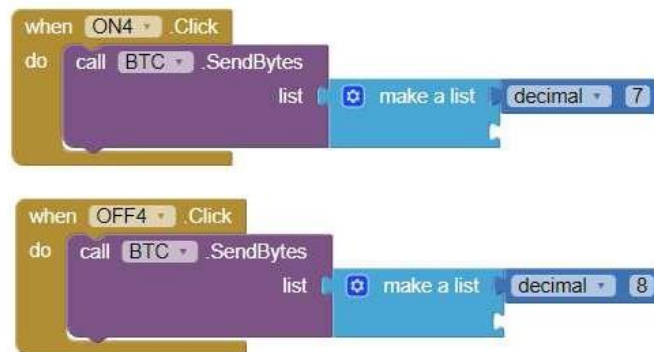 when ON4 .Click
do call BTC .SendBytes
list make a list decimal 7
when OFF4 .Click
do call BTC .SendBytes
list make a list decimal 8